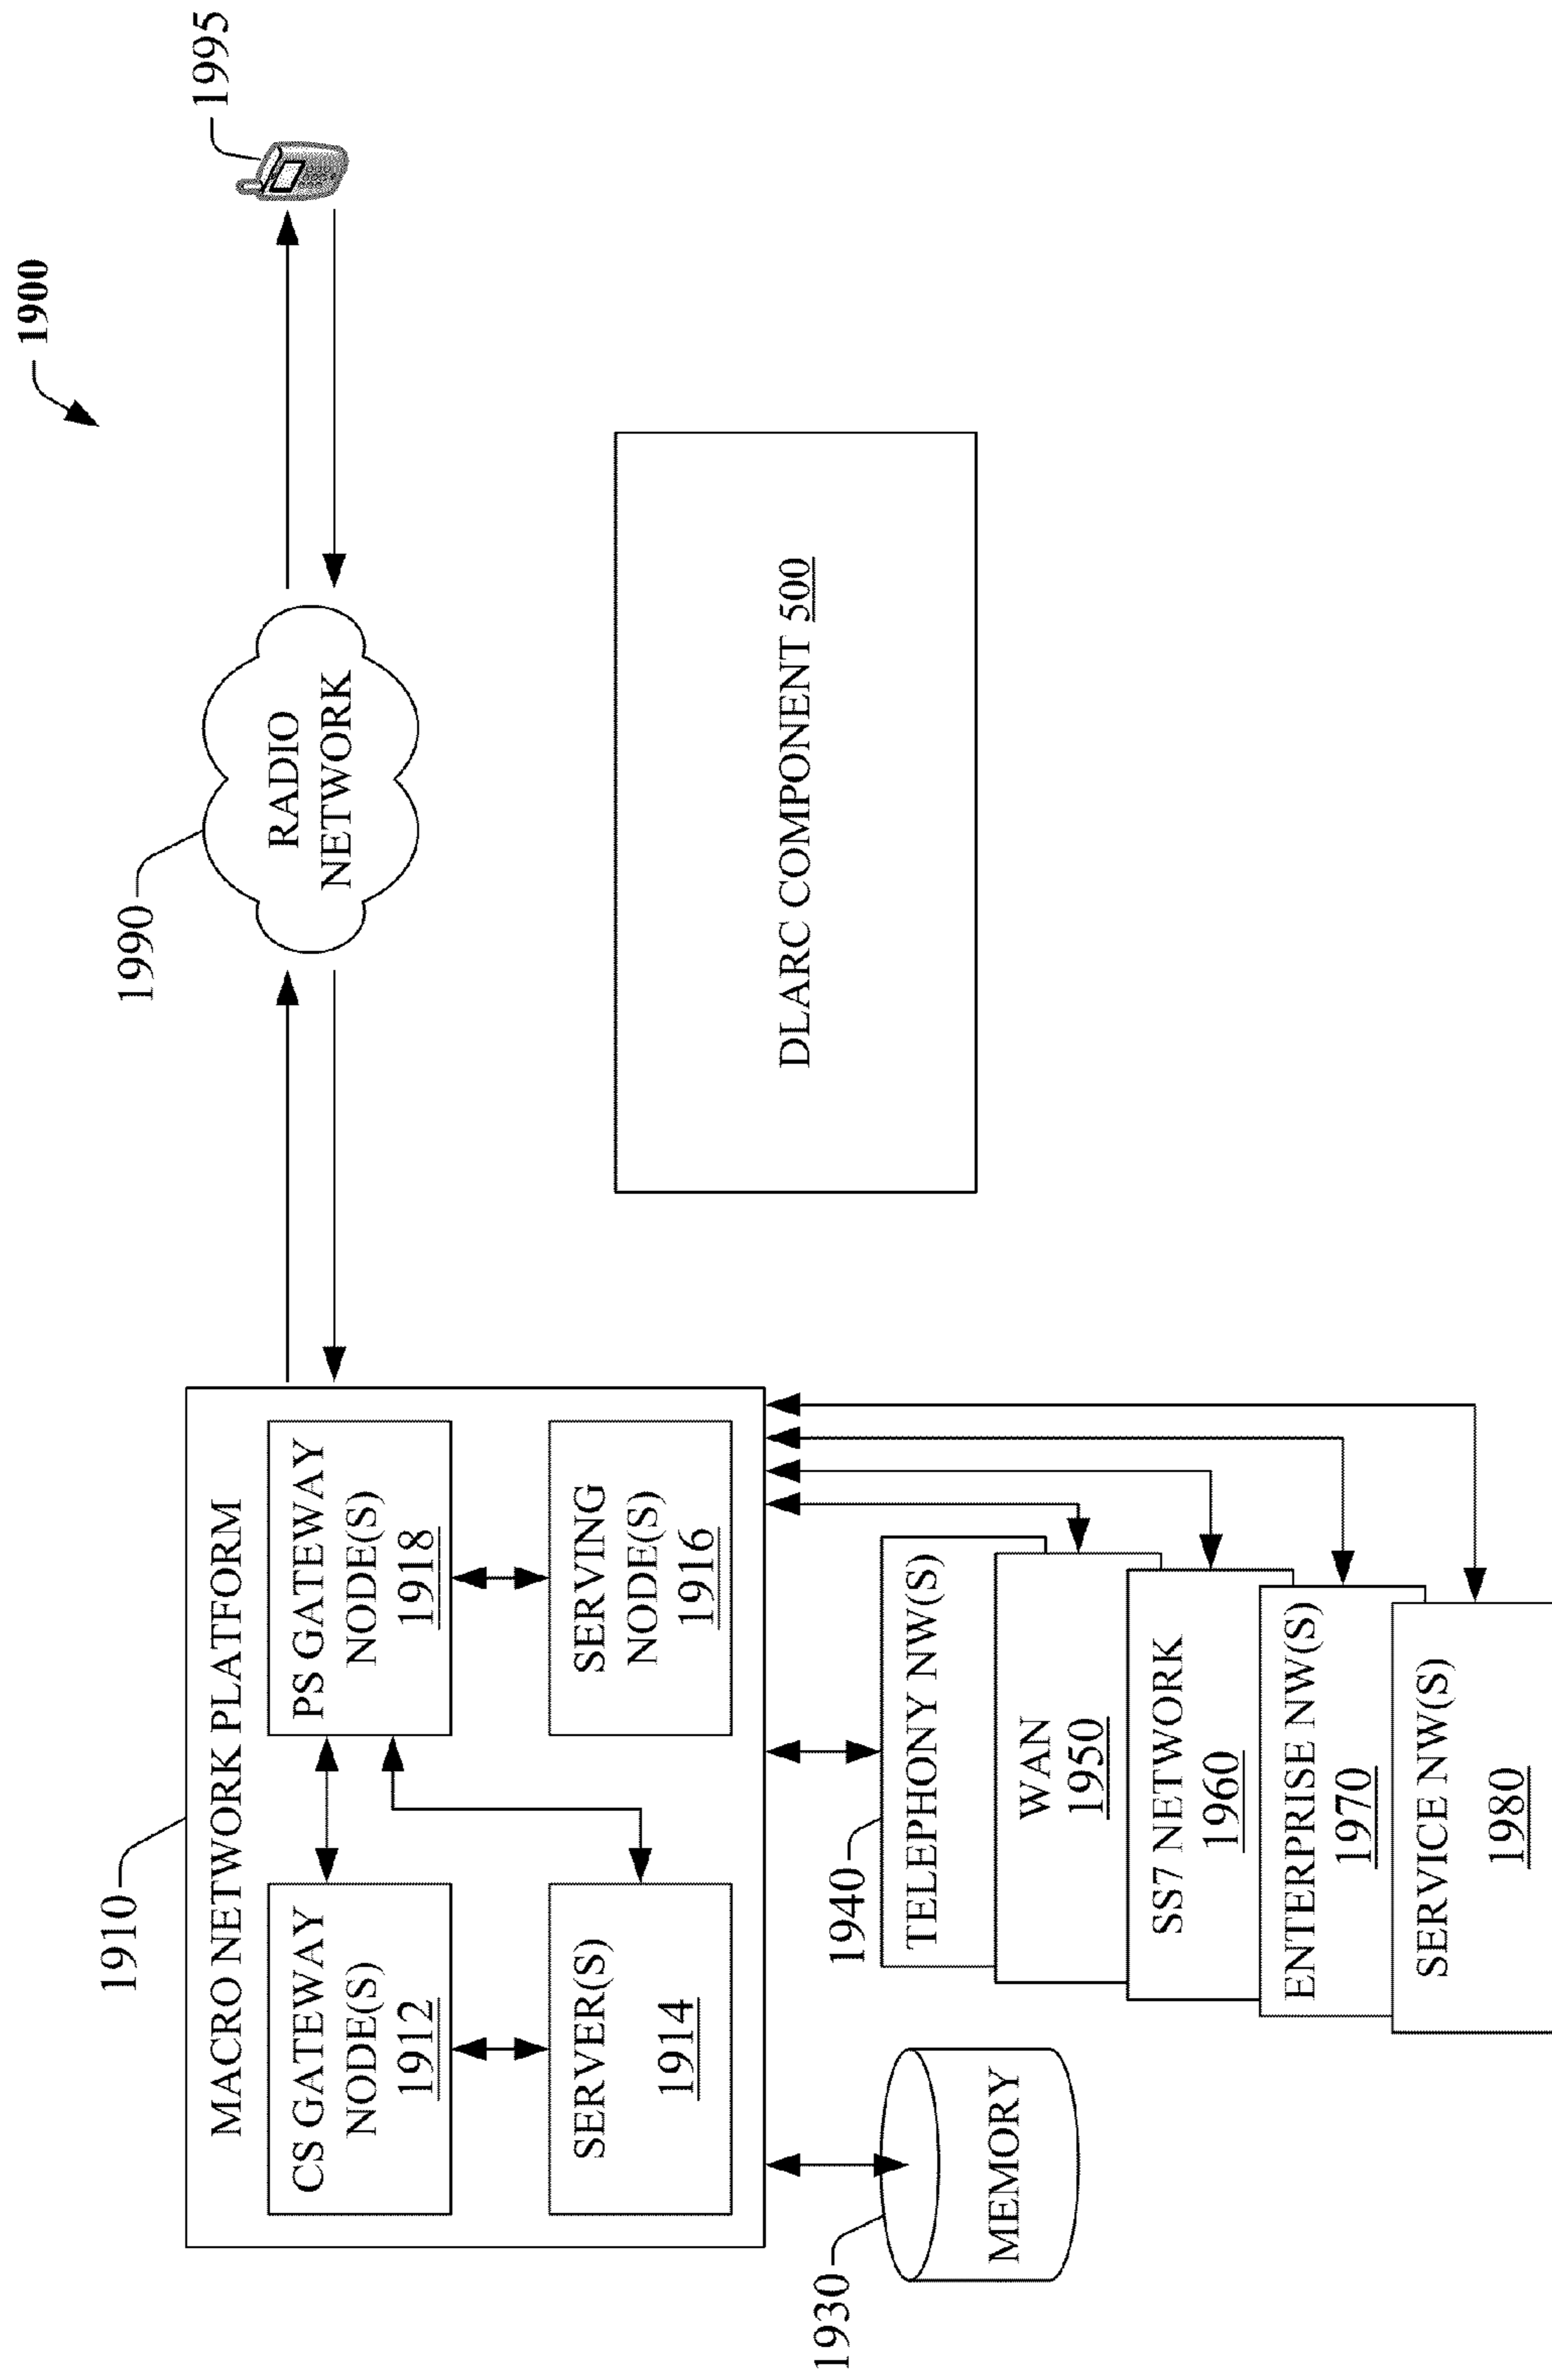 1900
1995
1990
RADIO
NETWORK
1910
MACRO NETWORK PLATFORM
CS GATEWAY
NODE(S)
1912
PS GATEWAY
NODE(S)
1918
SERVER(S)
1914
SERVING
NODE(S)
1916
DLARC COMPONENT 500
1930
MEMORY
1940
TELEPHONY NW(S)
WAN
1950
SS7 NETWORK
1960
ENTERPRISE NW(S)
1970
SERVICE NW(S)
1980